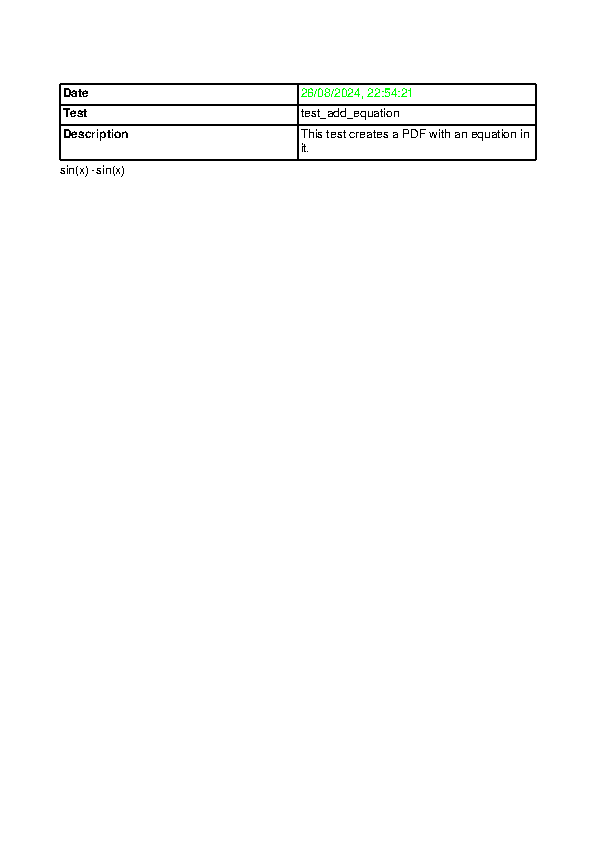 Date 28/08/2024, 22:54:21
Test test_add_equation
Description This test creates a PDF with an equation in
it.
sin(x) -sin(x)